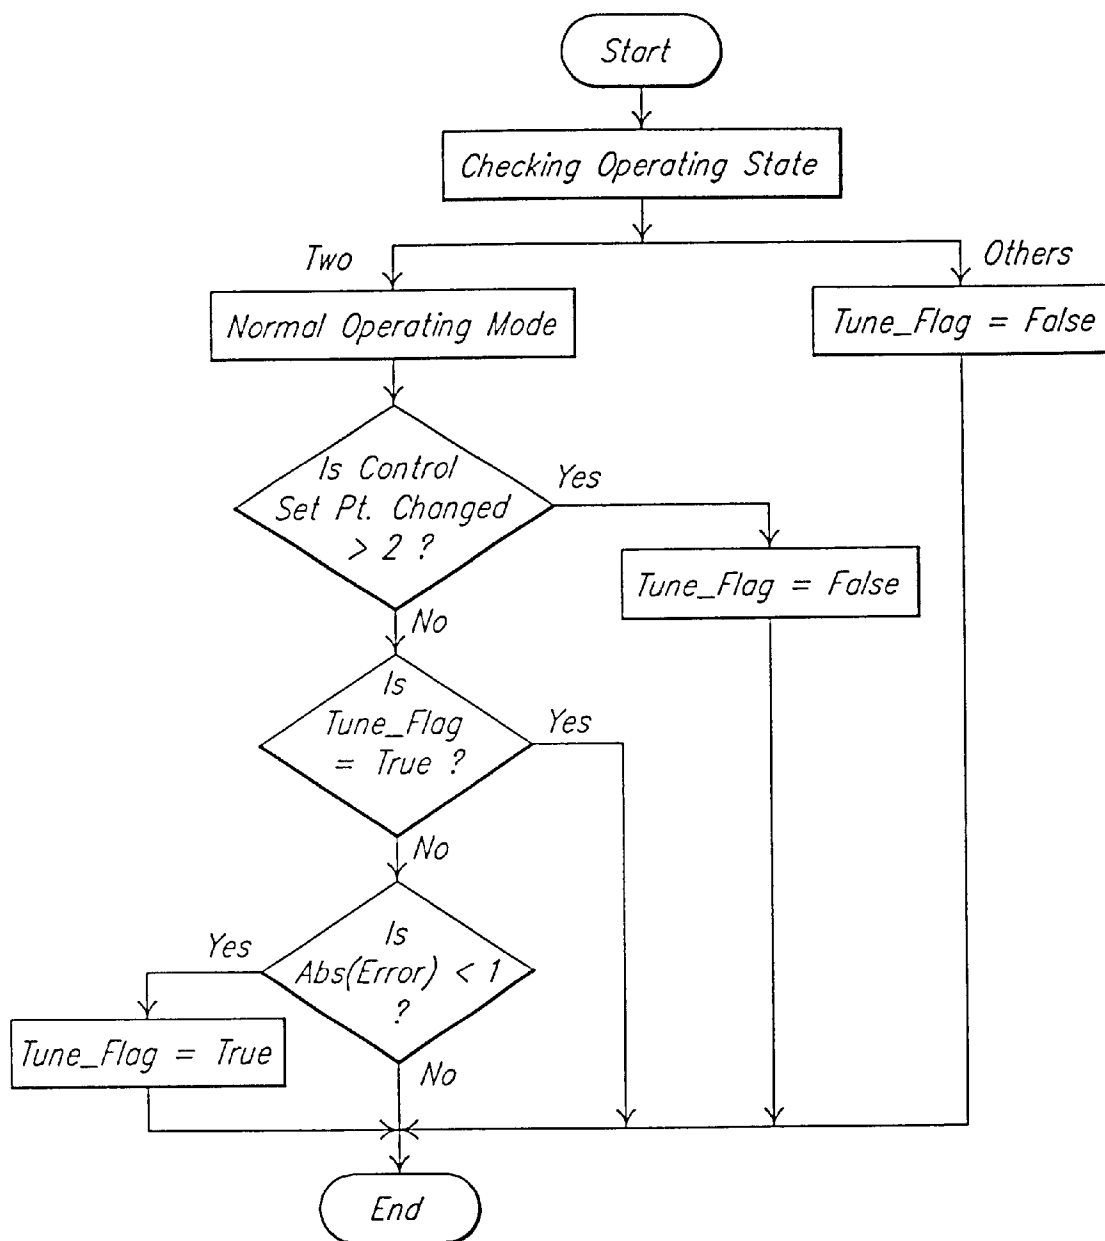 Start
Checking Operating State
Two
Others
Normal Operating Mode
Tune_Flag = False
Is Control
Set Pt. Changed
> 2 ?
Yes
Tune_Flag = False
No
Is
Tune_Flag
= True ?
Yes
No
Is
Abs(Error) < 1
?
Yes
Tune_Flag = True
No
End